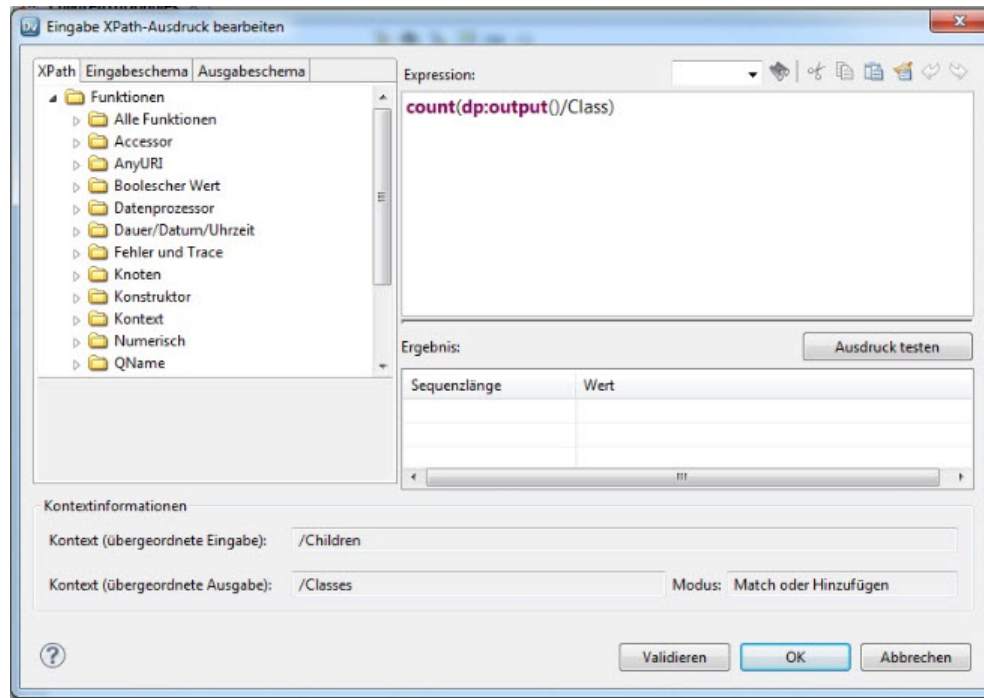 Eingabe XPath-Ausdruck bearbeiten
XPath Eingabeschema Ausgabeschema
Funktionen
Alle Funktionen
Accessor
AnyURI
Boolescher Wert
Datenprozessor
Dauer/Datum/Uhrzeit
Fehler und Trace
Knoten
Konstruktor
Kontext
Numerisch
QName
Expression:
count(dp:output()/Class)
Ergebnis:
Ausdruck testen
Sequenzlänge Wert
Kontextinformationen
Kontext (übergeordnete Eingabe): /Children
Kontext (übergeordnete Ausgabe): /Classes Modus: Match oder Hinzufügen
Validieren OK Abbrechen